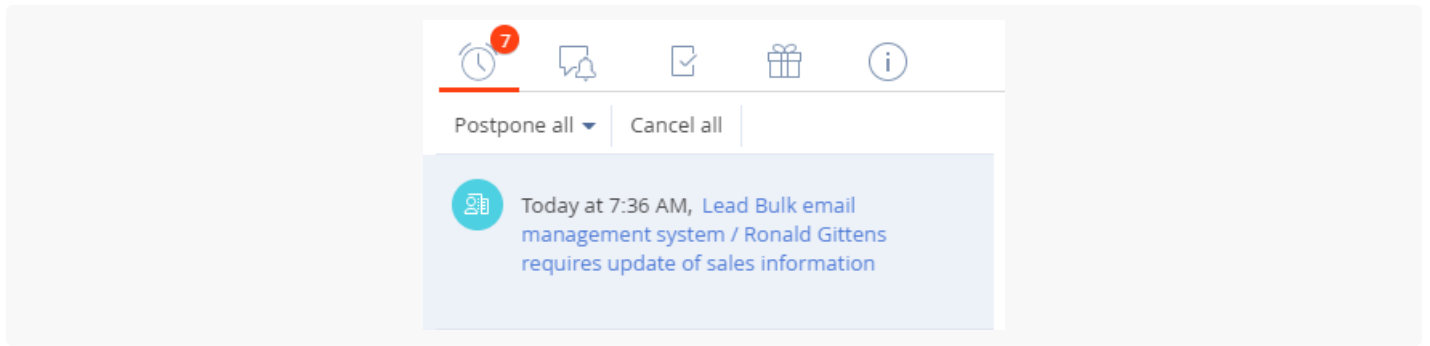 7
Postpone all
Cancel all
Today at 7:36 AM, Lead Bulk email
management system / Ronald Gittens
requires update of sales information